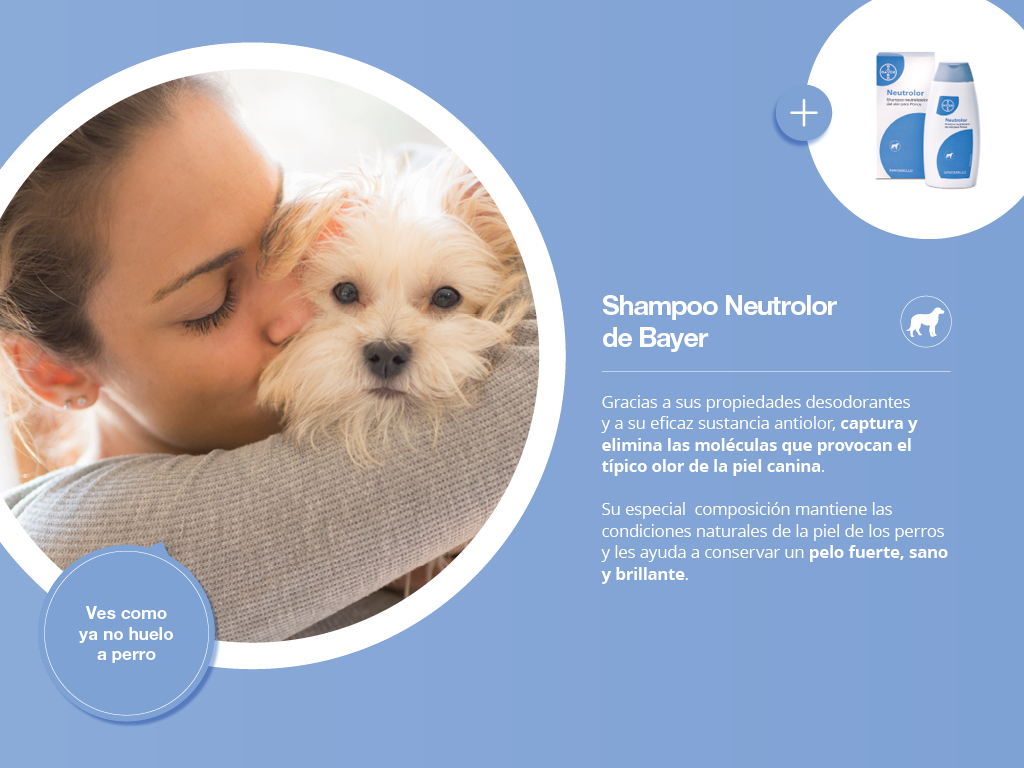 Neutrolor
Neutrolor
Shampoo Neutrolor
de Bayer
Gracias a sus propiedades desodorantes
y a su eficaz sustancia antiolor, captura y
elimina las moléculas que provocan el
típico olor de la piel canina.
Su especial  composición mantiene las
condiciones naturales de la piel de los perros
y les ayuda a conservar un pelo fuerte, sano
y brillante.
Ves como
ya no huelo
a perro